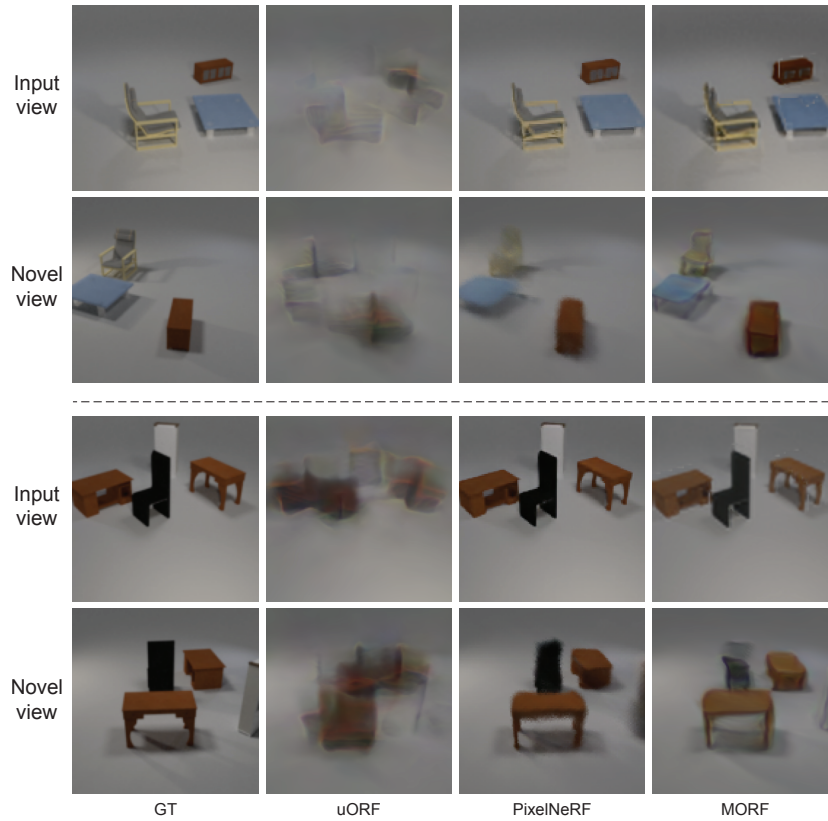 Input
view
Novel
view
Input
view
Novel
view
GT uORF PixelNeRF MORF